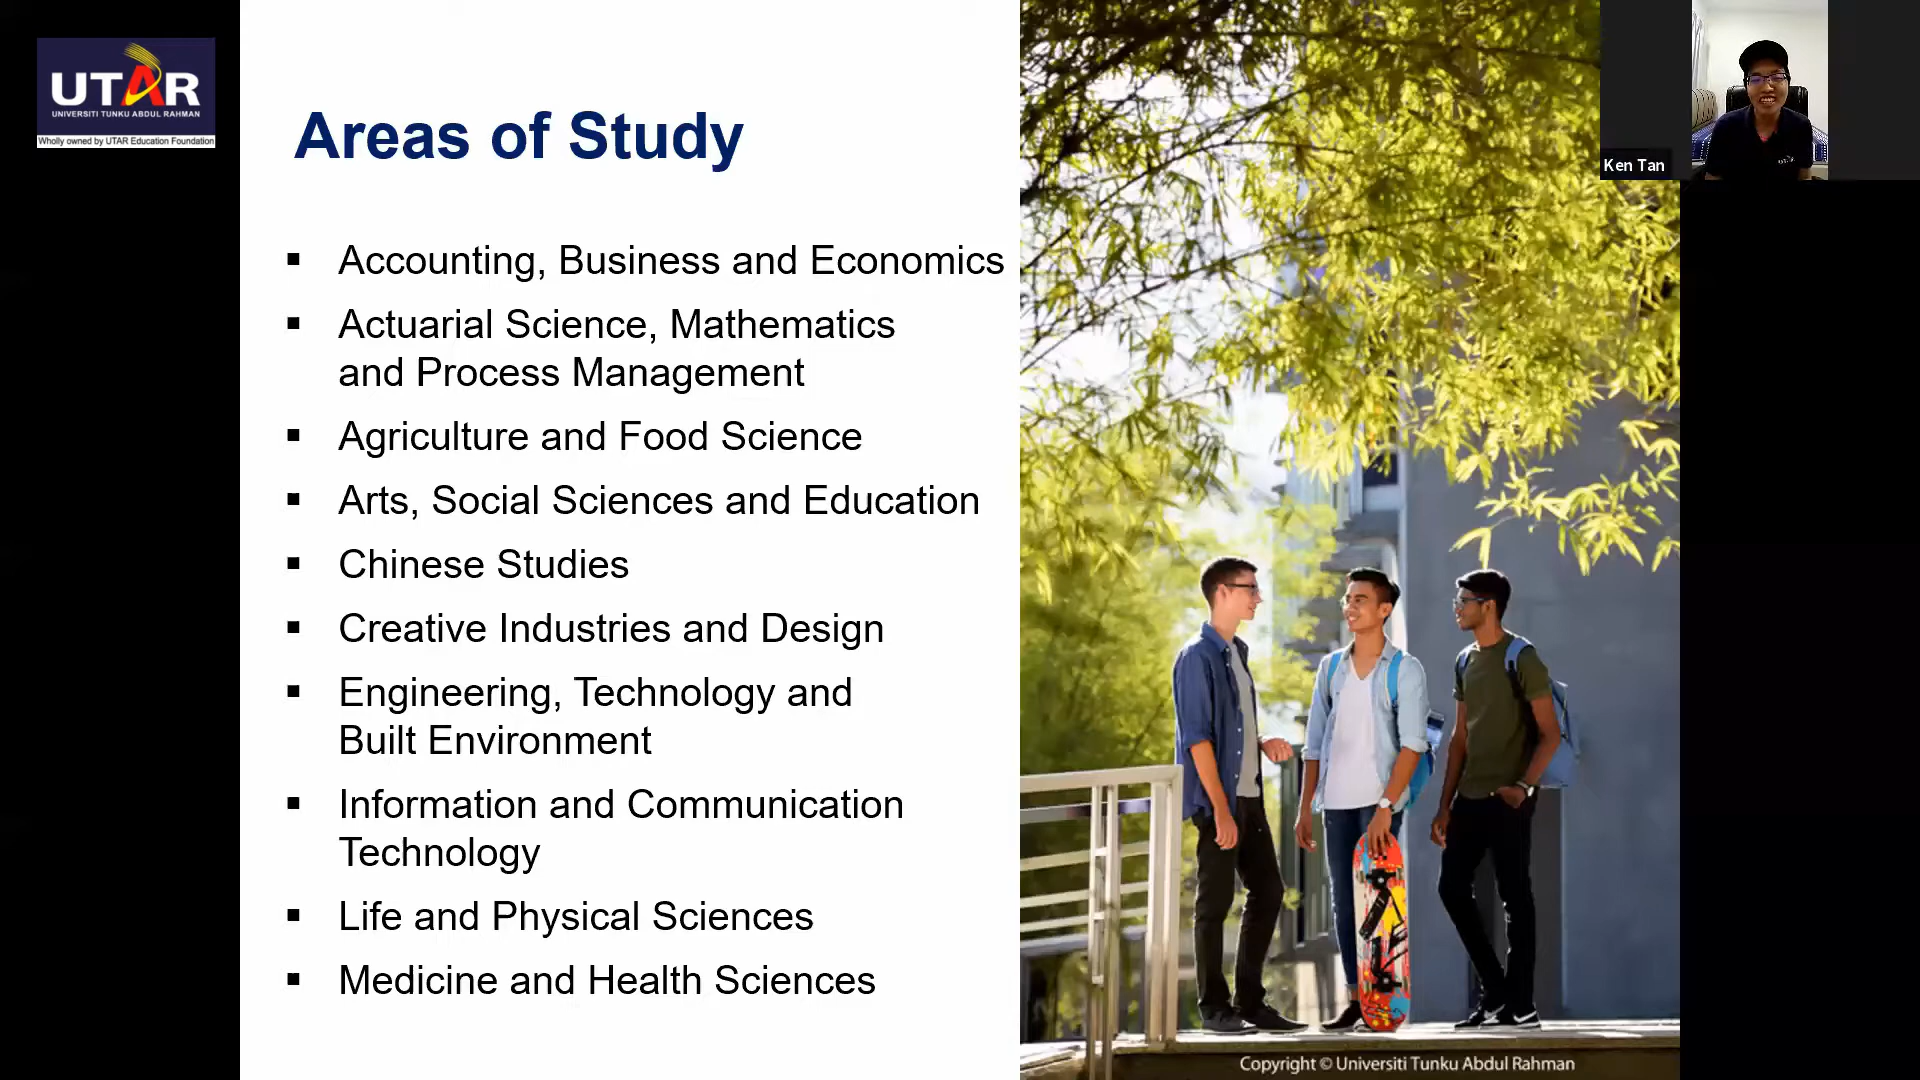 UTAR
UNIVERSITI TUNKU ABDUL RAHMAN
Wholly owned by UTAR Education Foundation
Areas of Study
▪ Accounting, Business and Economics
▪ Actuarial Science, Mathematics
and Process Management
▪ Agriculture and Food Science
▪ Arts, Social Sciences and Education
▪ Chinese Studies
▪ Creative Industries and Design
▪ Engineering, Technology and
Built Environment
▪ Information and Communication
Technology
▪ Life and Physical Sciences
▪ Medicine and Health Sciences
Ken Tan
Copyright © Universiti Tunku Abdul Rahman